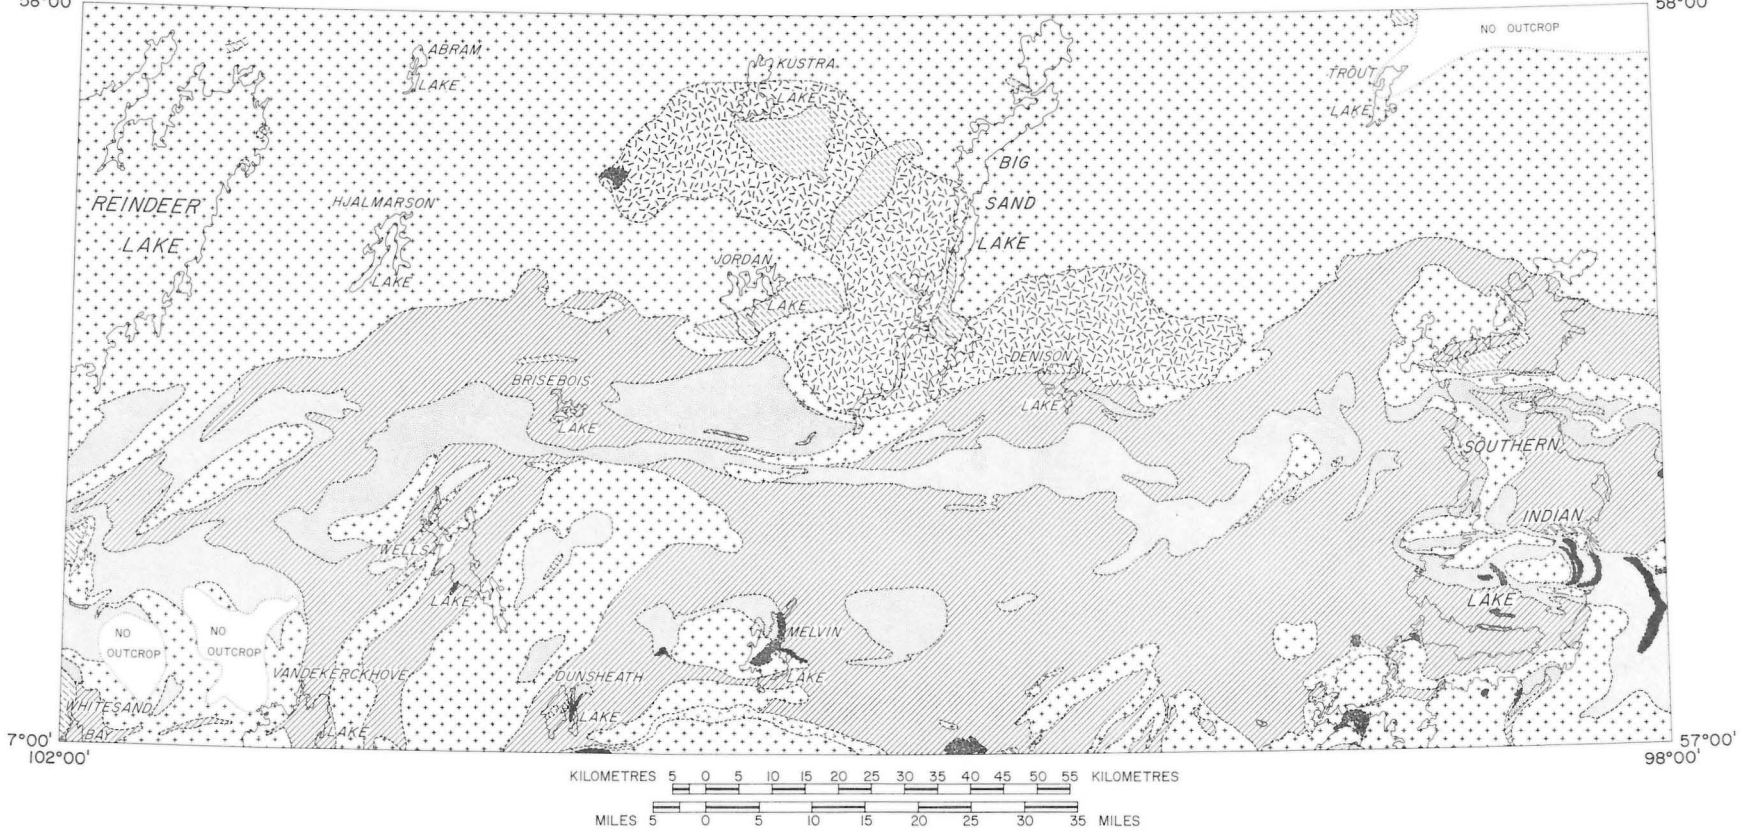 58°00'
58°00'
NO OUTCROP
ABRAM
LAKE
KUSTRA
LAKE
TROUT
LAKE
BIG
SAND
LAKE
REINDEER
LAKE
HJALMARSON
LAKE
JORDAN
LAKE
BRISEBOIS
LAKE
DENISON
LAKE
SOUTHERN
INDIAN
LAKE
WELLS
LAKE
NO
OUTCROP
NO
OUTCROP
MELVIN
LAKE
VANDEKERCKHOVE
LAKE
DUNSHEATH
LAKE
WHITESAND
BAY
7°00'
102°00'
57°00'
98°00'
KILOMETRES 5 0 5 10 15 20 25 30 35 40 45 50 55 KILOMETRES
MILES 5 0 5 10 15 20 25 30 35 MILES